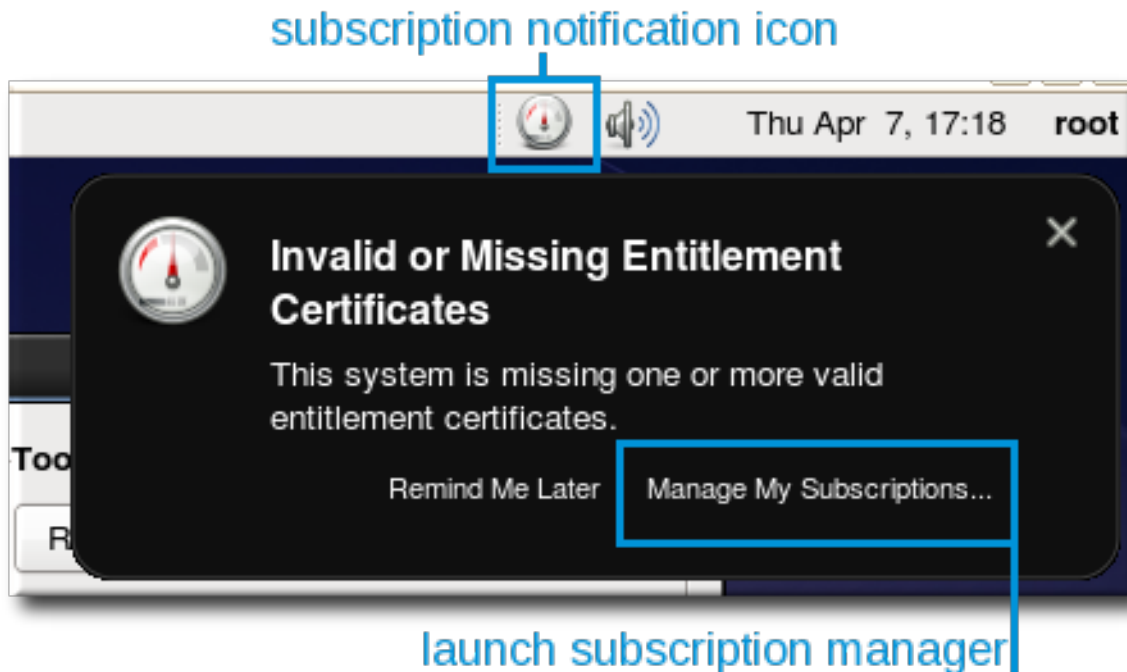 subscription notification icon
Thu Apr 7, 17:18 root
Invalid or Missing Entitlement
Certificates
This system is missing one or more valid
entitlement certificates.
Too
Remind Me Later Manage My Subscriptions...
R
launch subscription manager